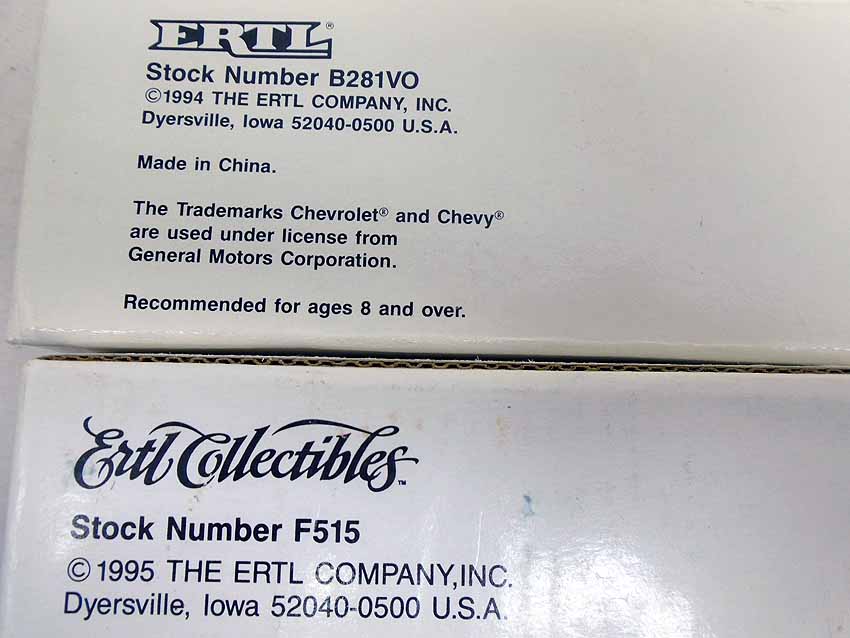 ERTL®
Stock Number B281VO
©1994 THE ERTL COMPANY, INC.
Dyersville, Iowa 52040-0500 U.S.A.
Made in China.
The Trademarks Chevrolet® and Chevy®
are used under license from
General Motors Corporation.
Recommended for ages 8 and over.
Ertl Collectibles™
Stock Number F515
© 1995 THE ERTL COMPANY,INC.
Dyersville, Iowa 52040-0500 U.S.A.